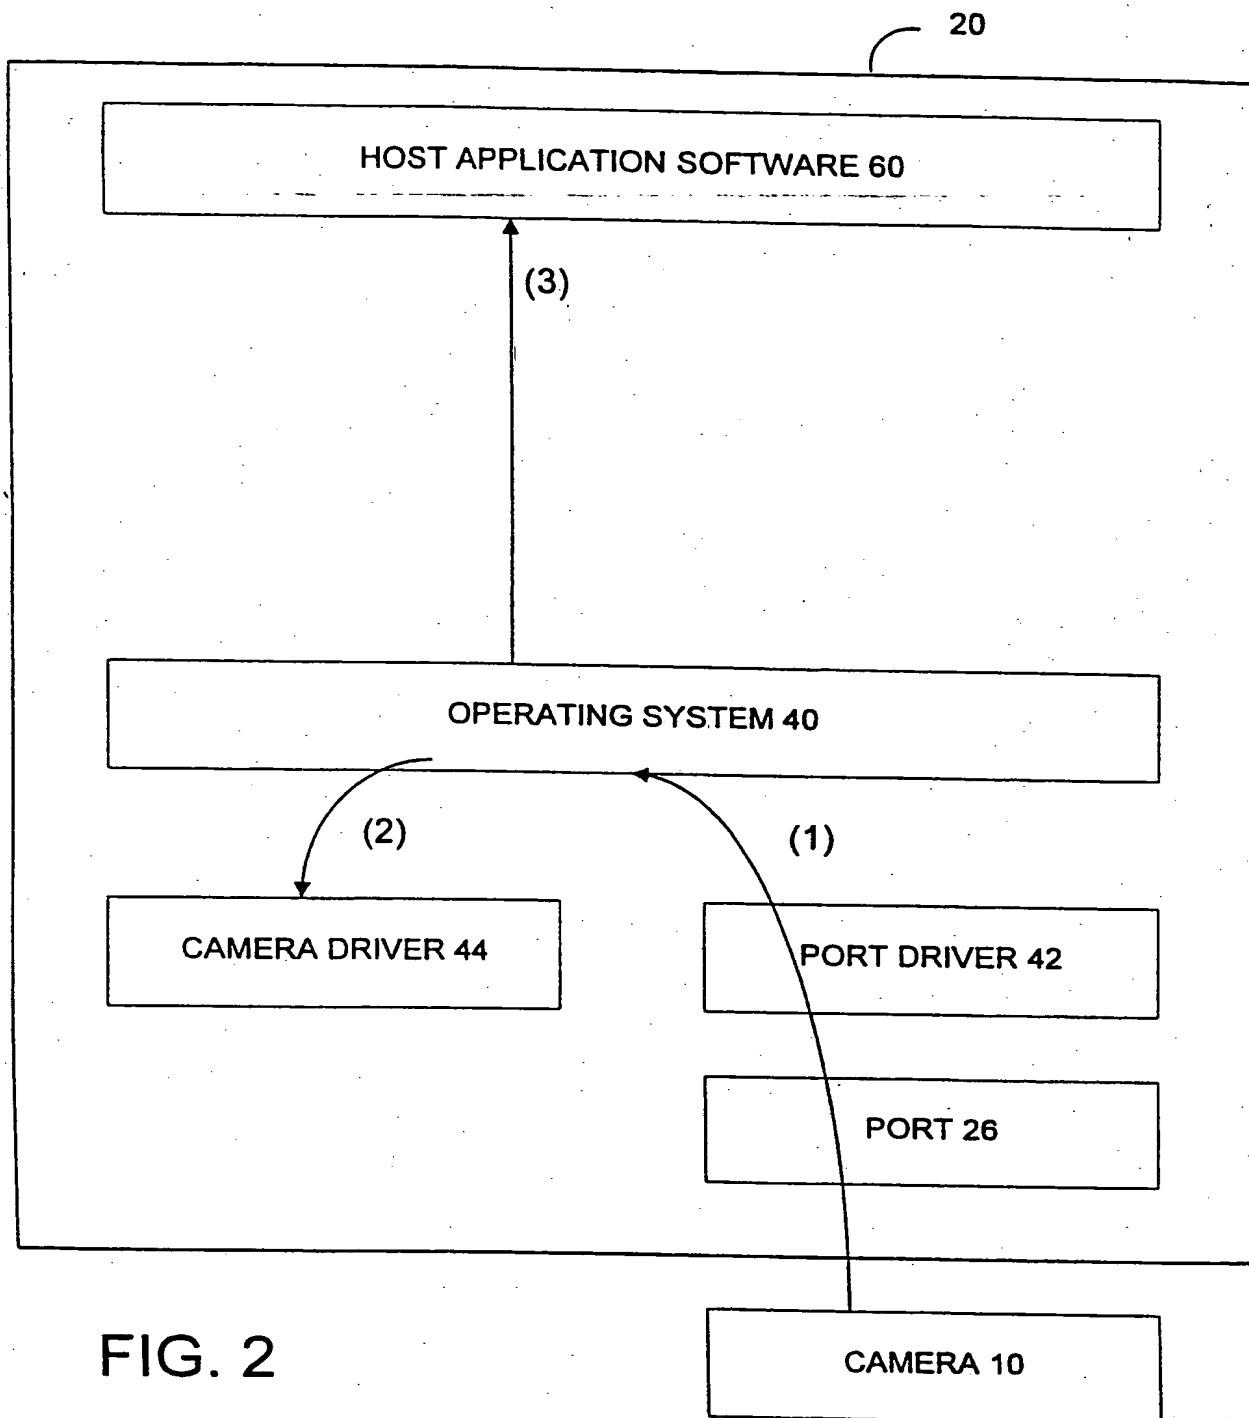 20
HOST APPLICATION SOFTWARE 60
(3)
OPERATING SYSTEM 40
(2)
(1)
CAMERA DRIVER 44
PORT DRIVER 42
PORT 26
FIG. 2
CAMERA 10